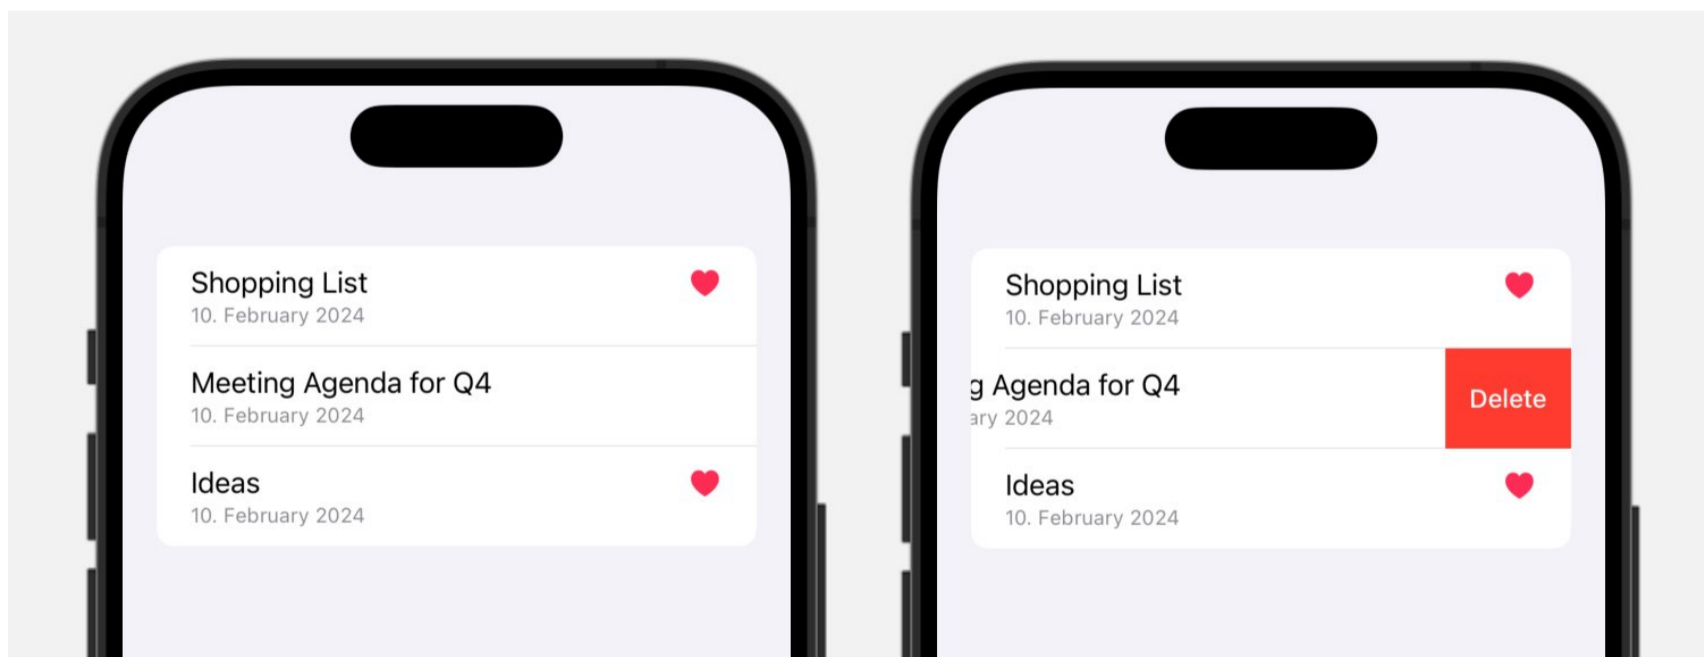 Shopping List
10. February 2024
Meeting Agenda for Q4
10. February 2024
Ideas
10. February 2024
Shopping List
10. February 2024
g Agenda for Q4
ary 2024
Delete
Ideas
10. February 2024